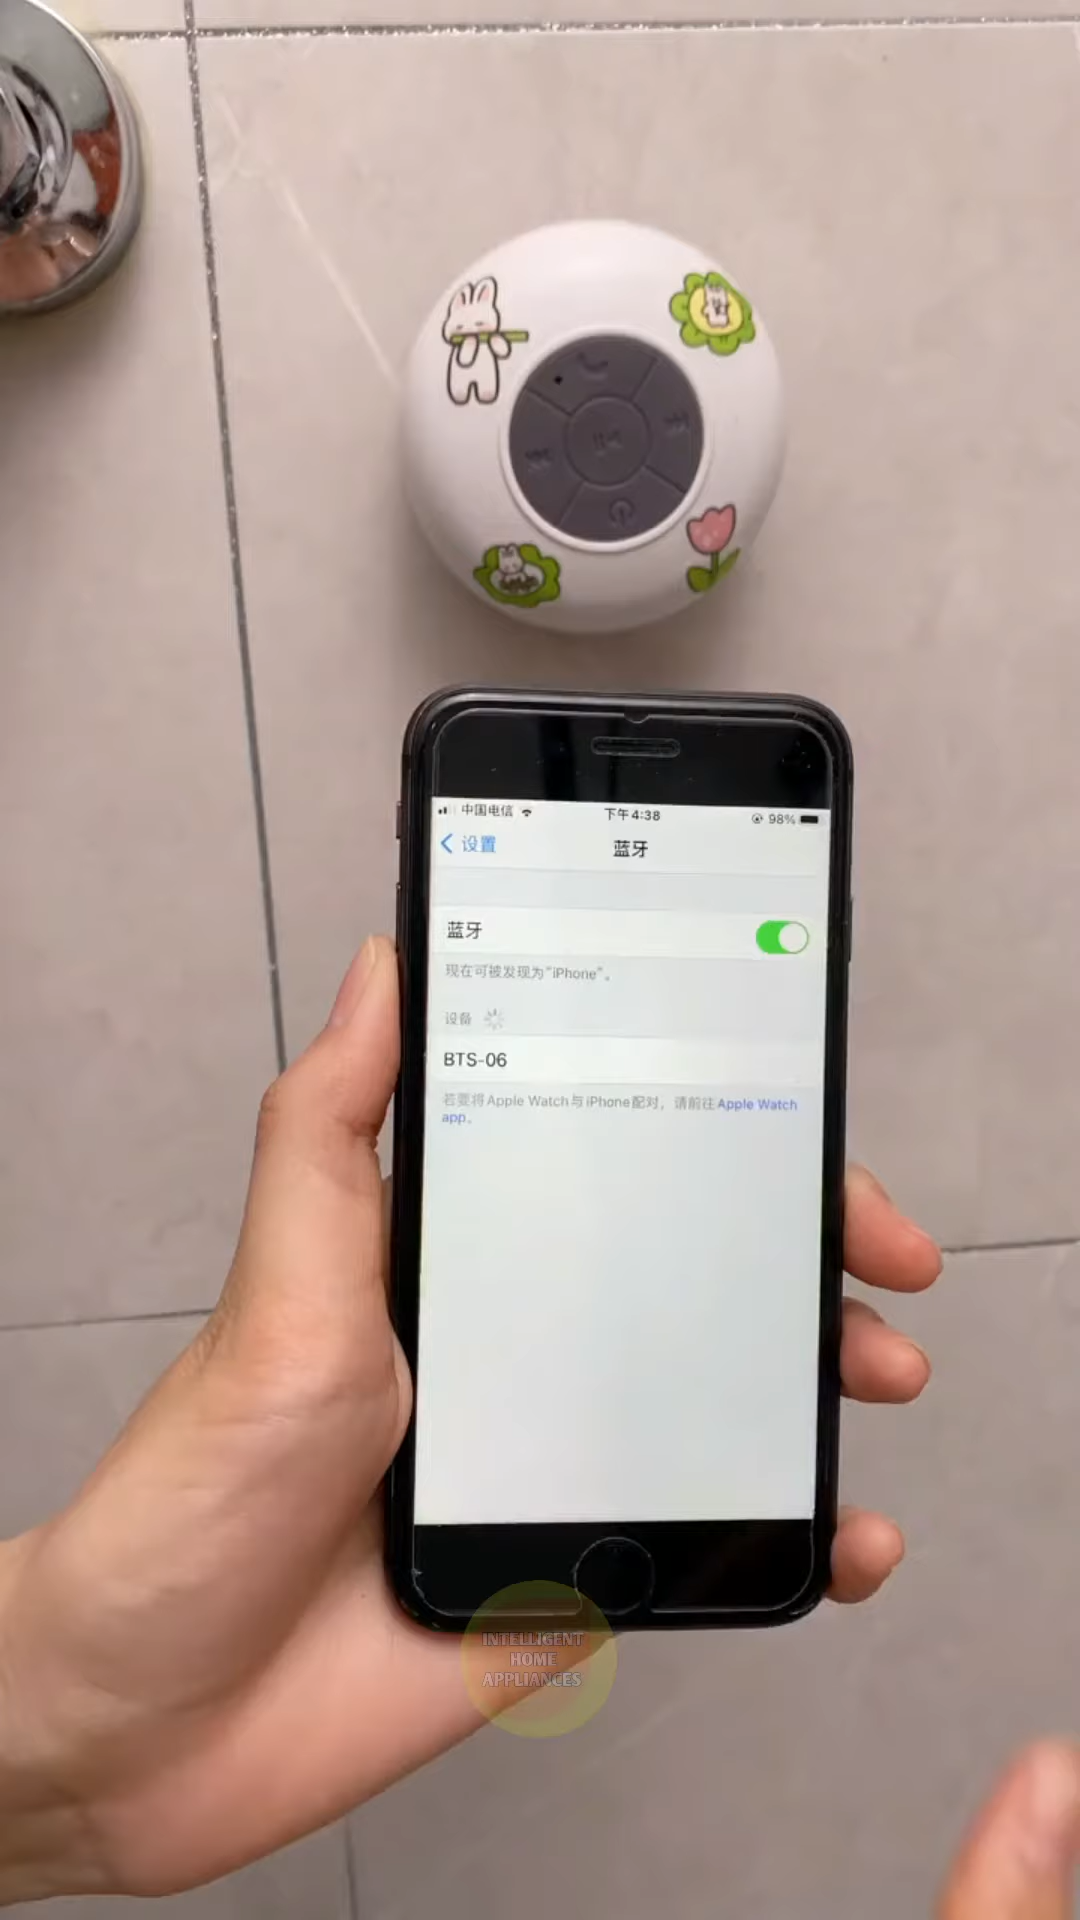 中国电信
下午4:38
98%
设置
蓝牙
蓝牙
现在可被发现为“iPhone”。
设备
BTS-06
若要将Apple Watch与iPhone配对，请前往Apple Watch
app。
INTELLIGENT
HOME
APPLIANCES